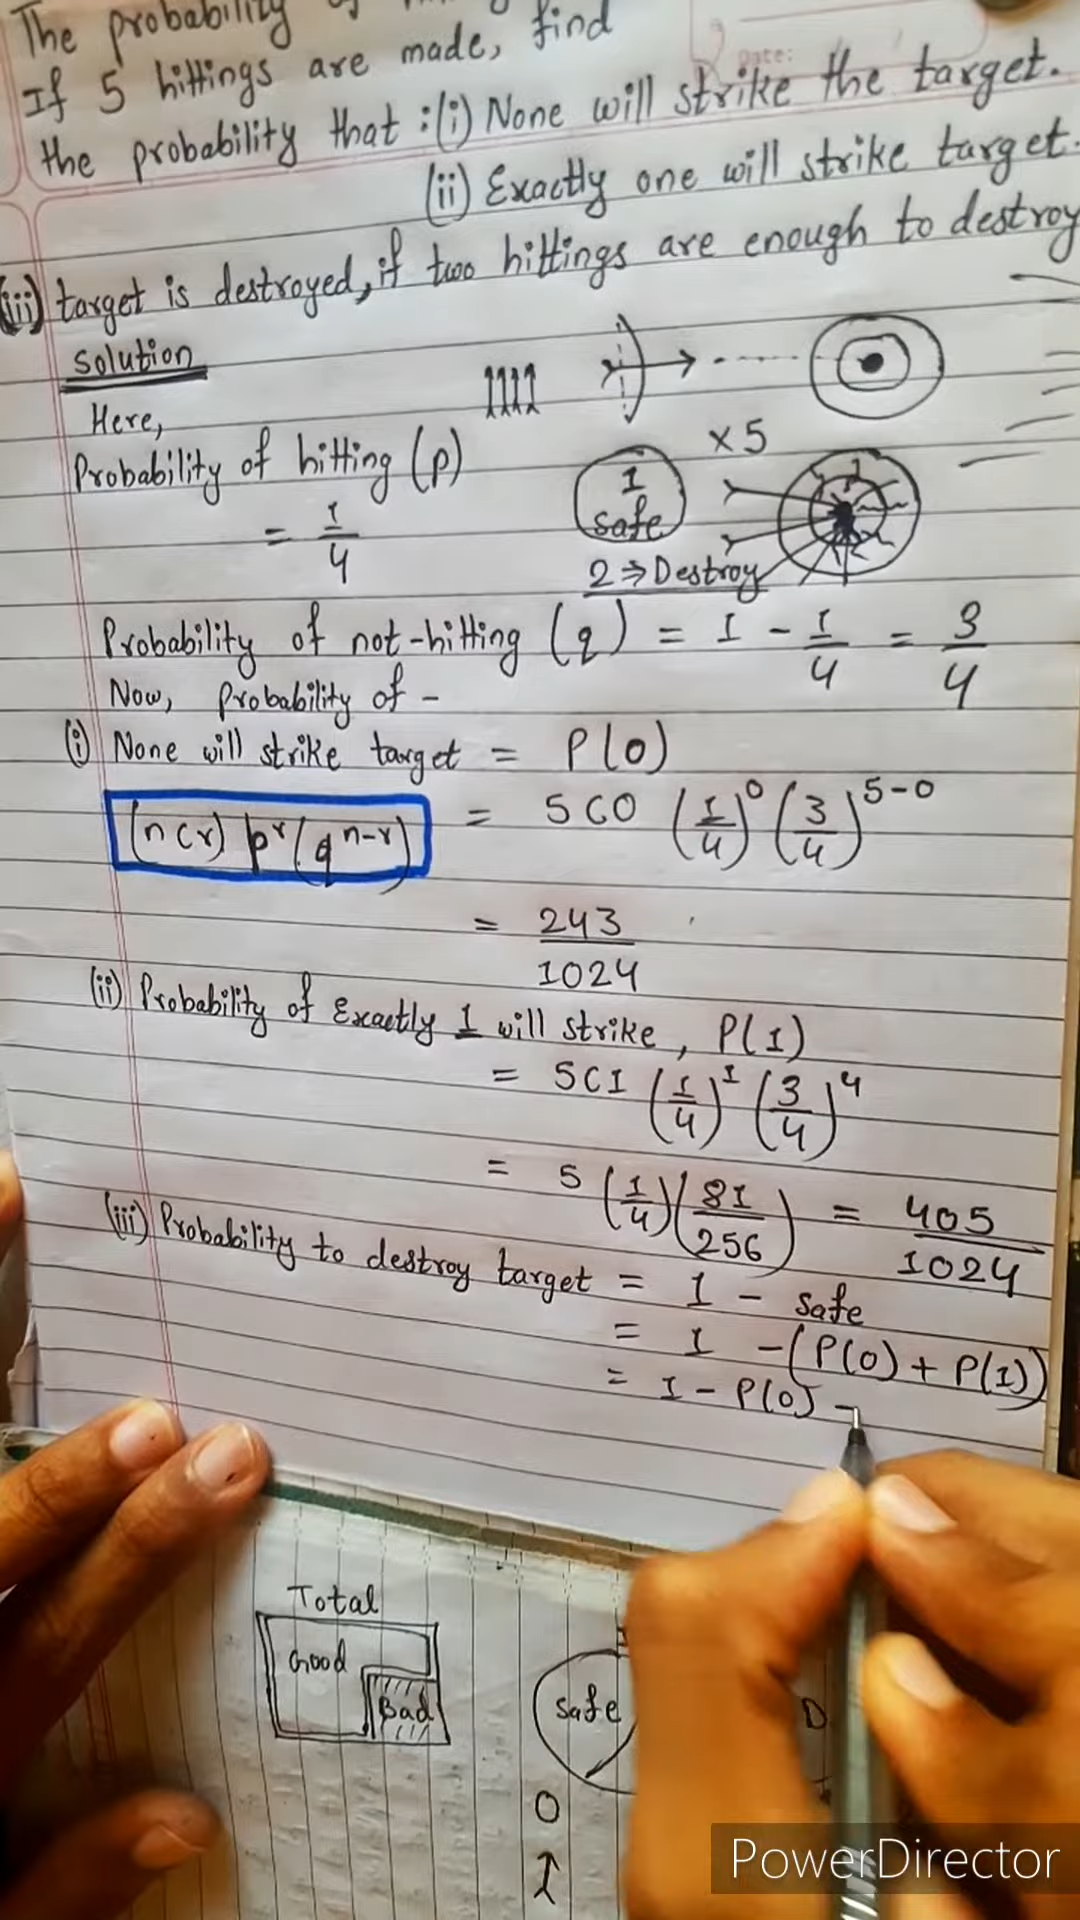 The probability of
If 5 hittings are made, find
Date:
the probability that :(i) None will strike the target.
(ii) Exactly one will strike target.
(iii) target is destroyed, if two hittings are enough to destroy
Solution
Here,
Probability of hitting (p)
= 1/4
×5
1 safe
2 ⇒ Destroy
Probability of not-hitting (q) = 1 - 1/4 = 3/4
Now, probability of -
(i) None will strike target = P(0)
(nCr) p^r (q^n-r) = 5C0 (1/4)^0 (3/4)^5-0
= 243/1024
(ii) Probability of Exactly 1 will strike, P(1)
= 5C1 (1/4)^1 (3/4)^4
= 5 (1/4)(81/256) = 405/1024
(iii) Probability to destroy target = 1 - safe
= 1 - (P(0) + P(1))
= 1 - P(0) -
Total
Good
Bad
Safe
D
0
1
PowerDirector